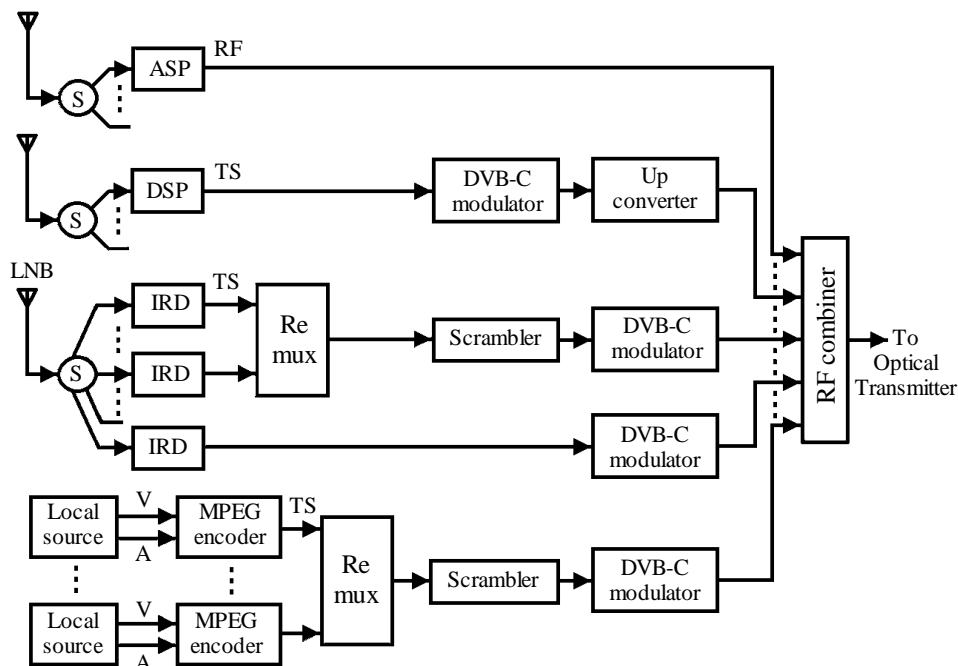 RF
ASP
S
TS
DSP
DVB-C
modulator
Up
converter
S
LNB
TS
IRD
Re
mux
Scrambler
DVB-C
modulator
RF combiner
To
Optical
Transmitter
S
IRD
IRD
DVB-C
modulator
Local
source
V
A
MPEG
encoder
TS
Re
mux
Scrambler
DVB-C
modulator
Local
source
V
A
MPEG
encoder